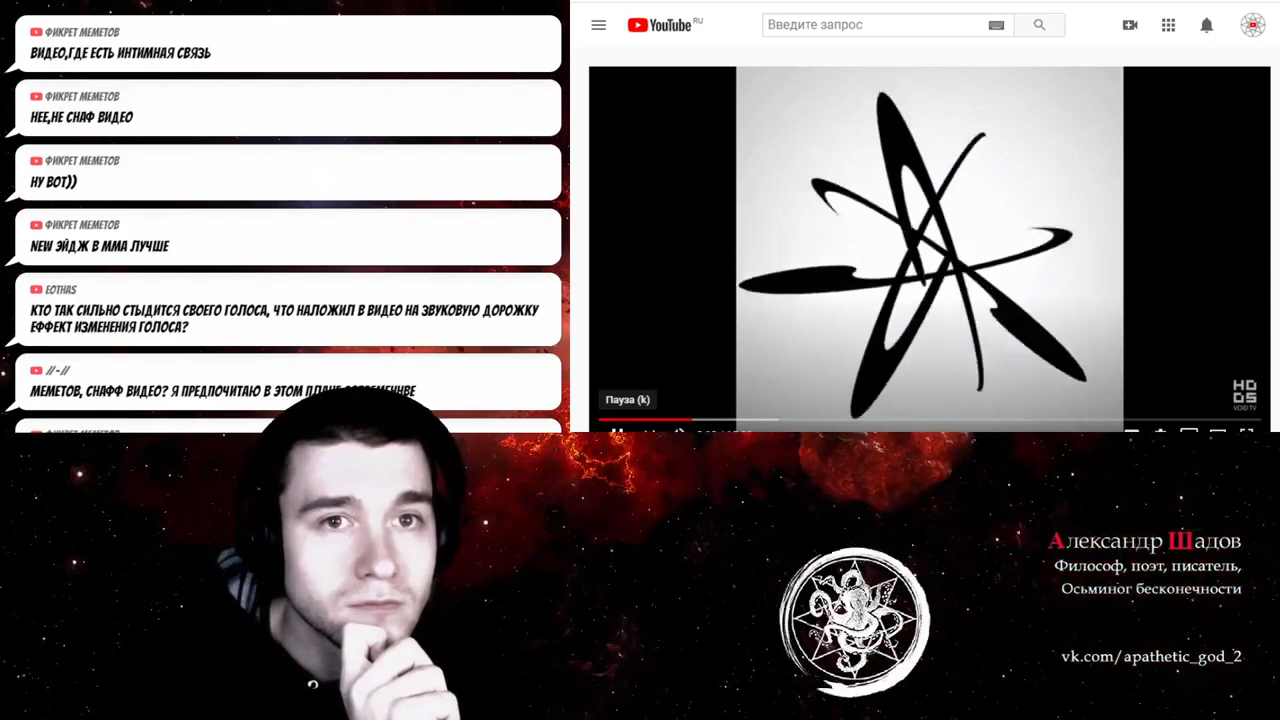 ФИКРЕТ МЕМЕТОВ
ВИДЕО,ГДЕ ЕСТЬ ИНТИМНАЯ СВЯЗЬ
ФИКРЕТ МЕМЕТОВ
НЕЕ,НЕ СНАФ ВИДЕО
ФИКРЕТ МЕМЕТОВ
НУ ВОТ))
ФИКРЕТ МЕМЕТОВ
NEW ЭЙДЖ В ММА ЛУЧШЕ
EOTHAS
КТО ТАК СИЛЬНО СТЫДИТСЯ СВОЕГО ГОЛОСА, ЧТО НАЛОЖИЛ В ВИДЕО НА ЗВУКОВУЮ ДОРОЖКУ
ЕФФЕКТ ИЗМЕНЕНИЯ ГОЛОСА?
//-//
МЕМЕТОВ, СНАФФ ВИДЕО? Я ПРЕДПОЧИТАЮ В ЭТОМ
YouTube RU
Введите запрос
Пауза (k)
VOID TV
Александр Шадов
Философ, поэт, писатель,
Осьминог бесконечности
vk.com/apathetic_god_2